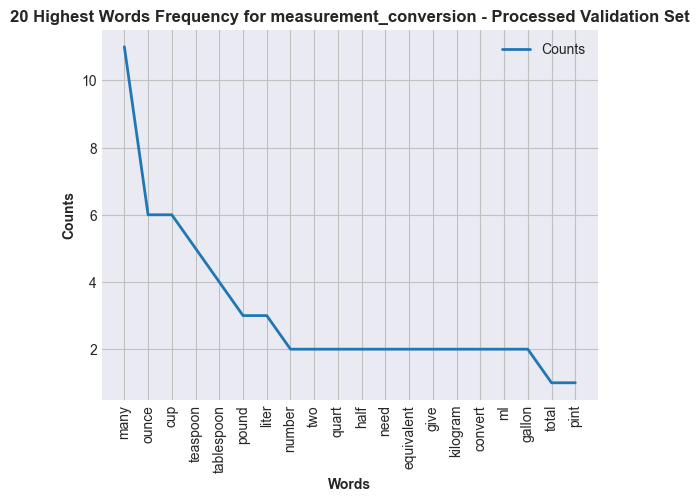 20 Highest Words Frequency for measurement_conversion - Processed Validation Set
Counts
10
8
6
4
2
Counts
many
ounce
cup
teaspoon
tablespoon
pound
liter
number
two
quart
half
need
equivalent
give
kilogram
convert
ml
gallon
total
pint
Words